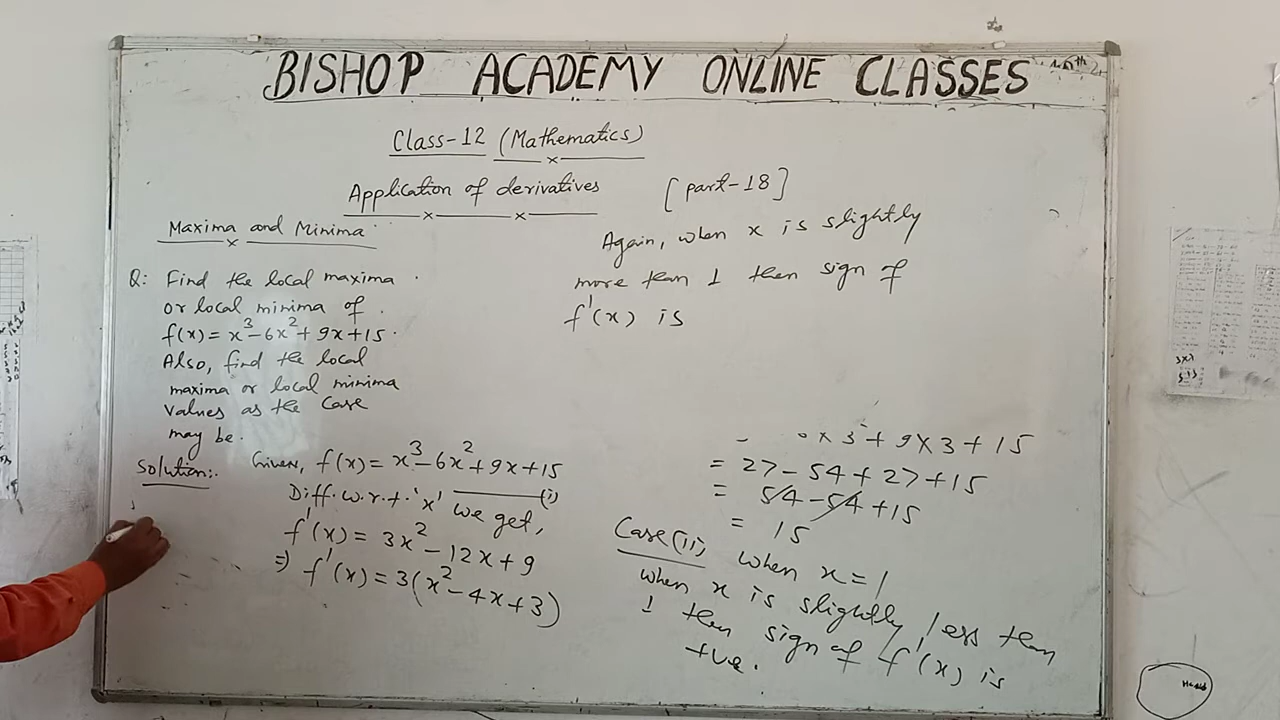 BISHOP ACADEMY ONLINE CLASSES
Class-12 (Mathematics)
Application of derivatives [part-18]
Maxima and Minima
Q: Find the local maxima
or local minima of
f(x) = x³-6x²+9x+15.
Also, find the local
maxima or local minima
values as the case
may be.
Solution:. Given, f(x) = x³-6x²+9x+15
(i)
Diff. w.r.t. 'x' we get,
f'(x) = 3x² - 12x + 9
⇒ f'(x) = 3(x² - 4x + 3)
x 3 + 9x3 + 15
= 27 - 54 + 27 + 15
= 54 - 54 + 15
= 15
Case (ii) when x = 1
when x is slightly less than
1 then sign of f'(x) is
+ve.
Again, when x is slightly
more than 1 then sign of
f'(x) is